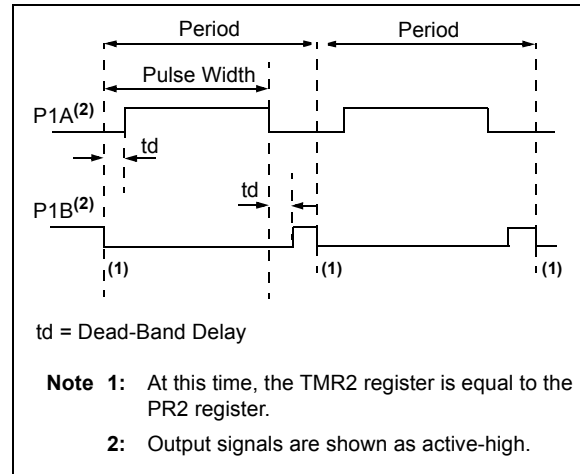 Period Period
Pulse Width
P1A(2)
td
td
P1B(2)
(1) (1) (1)
td = Dead-Band Delay
Note 1: At this time, the TMR2 register is equal to the
PR2 register.
2: Output signals are shown as active-high.